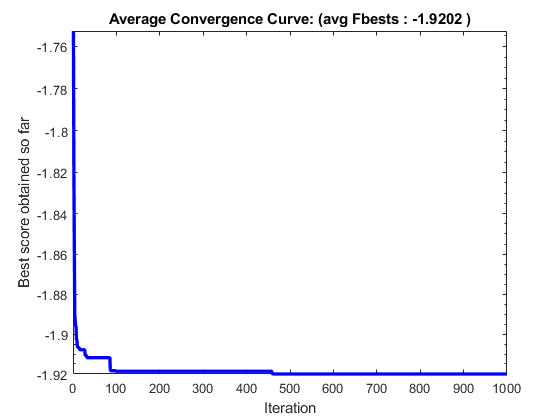 Average Convergence Curve: (avg Fbests : -1.9202 )
-1.76
-1.78
-1.8
-1.82
-1.84
-1.86
-1.88
-1.9
-1.92
Best score obtained so far
0 100 200 300 400 500 600 700 800 900 1000
Iteration